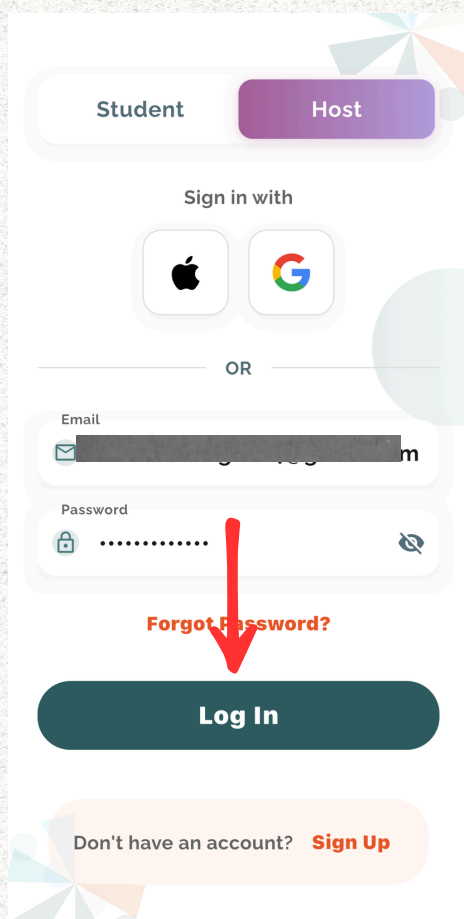 Student Host
Sign in with
OR
Email
m
Password
Forgot Password?
Log In
Don't have an account? Sign Up